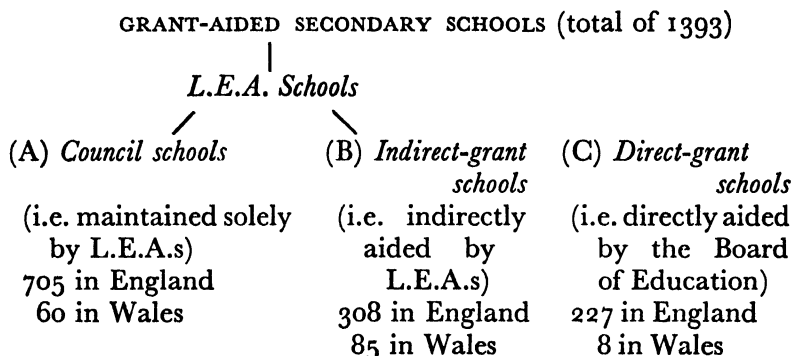 GRANT-AIDED SECONDARY SCHOOLS (total of 1393)
L.E.A. Schools
(A) Council schools
(i.e. maintained solely
by L.E.A.s)
705 in England
60 in Wales
(B) Indirect-grant
schools
(i.e. indirectly
aided by
L.E.A.s)
308 in England
85 in Wales
(C) Direct-grant
schools
(i.e. directly aided
by the Board
of Education)
227 in England
8 in Wales